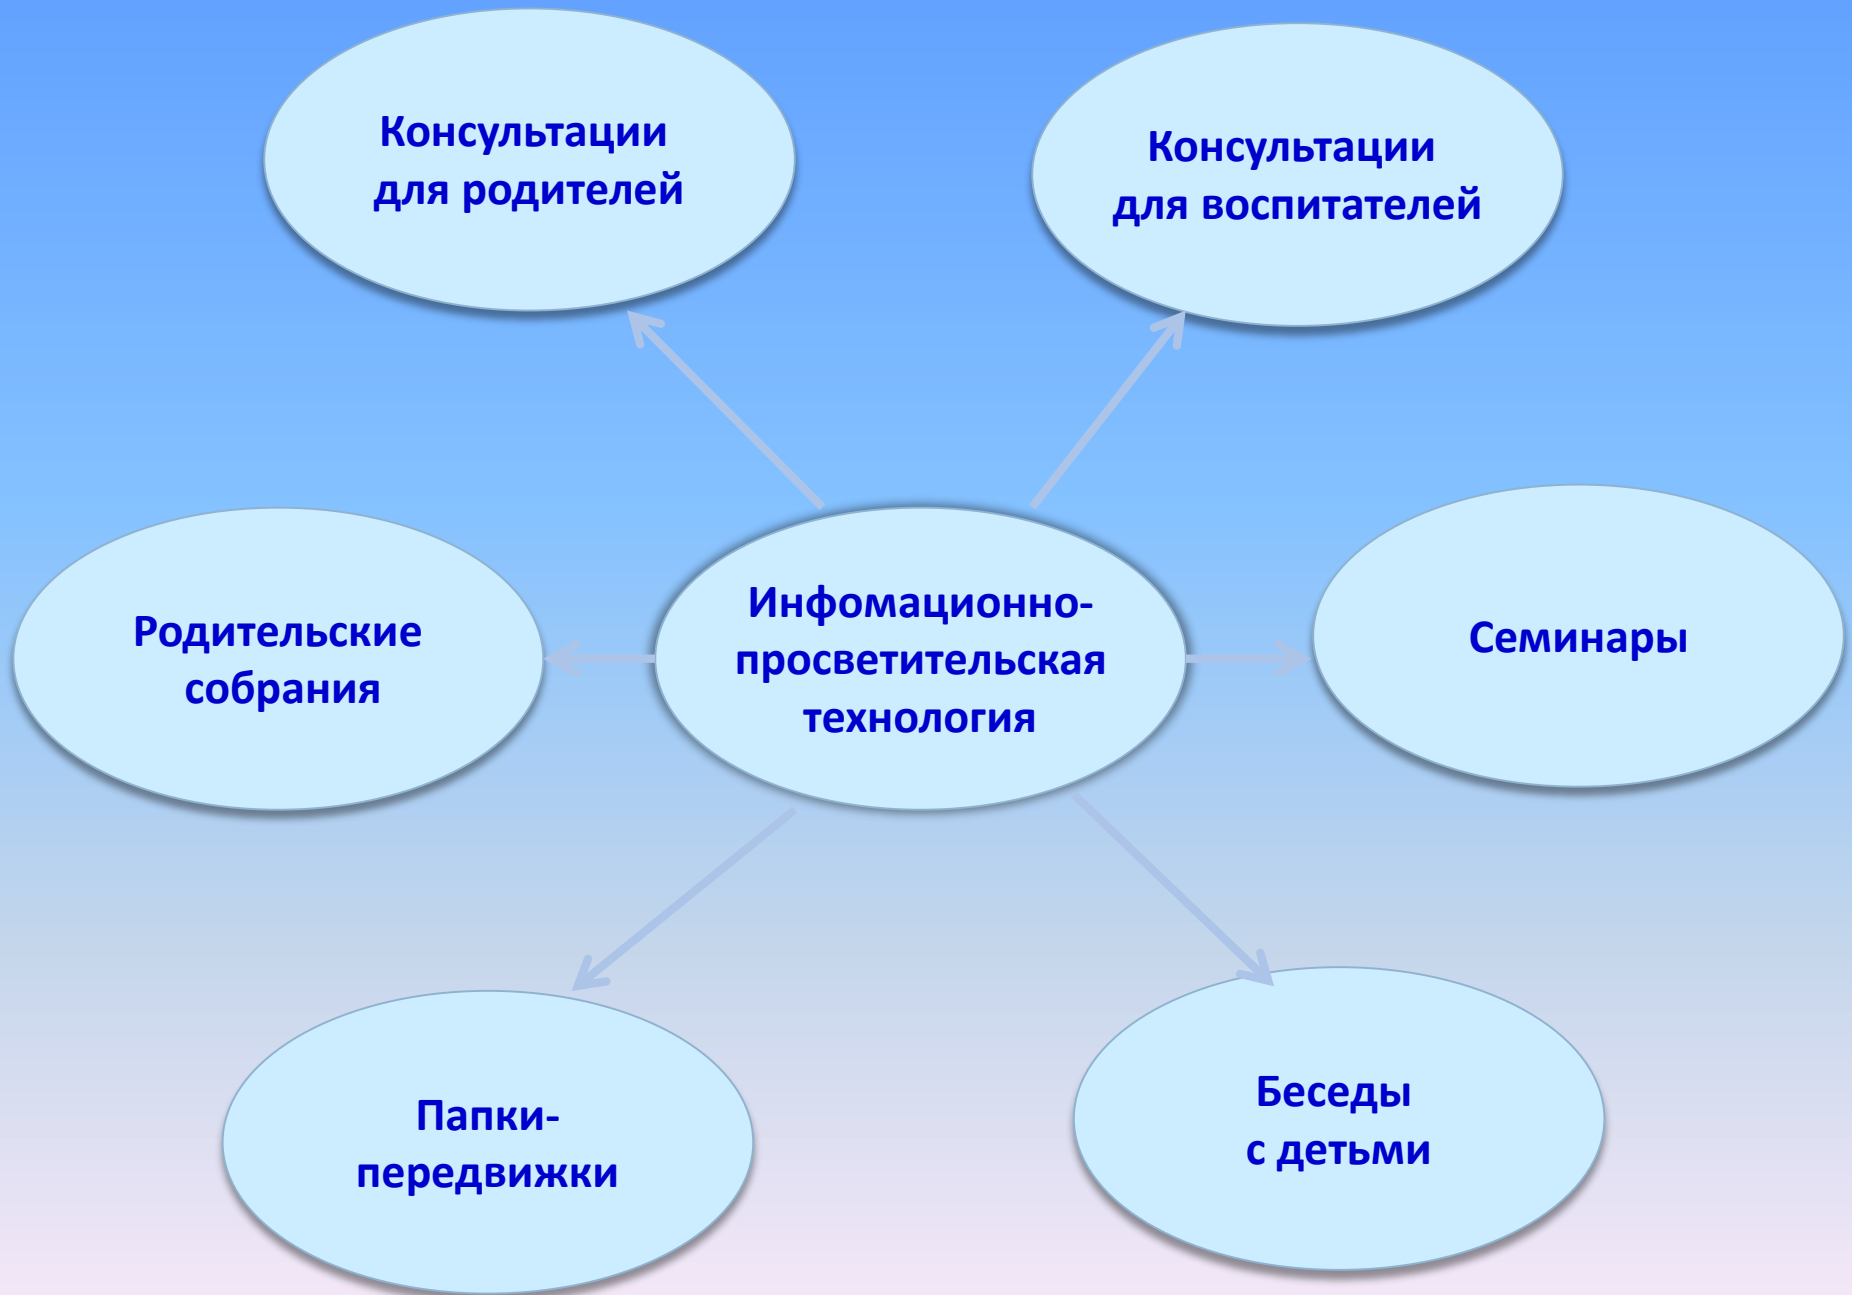 Консультации
для родителей
Консультации
для воспитателей
Родительские
собрания
Инфомационно-
просветительская
технология
Семинары
Папки-
передвижки
Беседы
с детьми